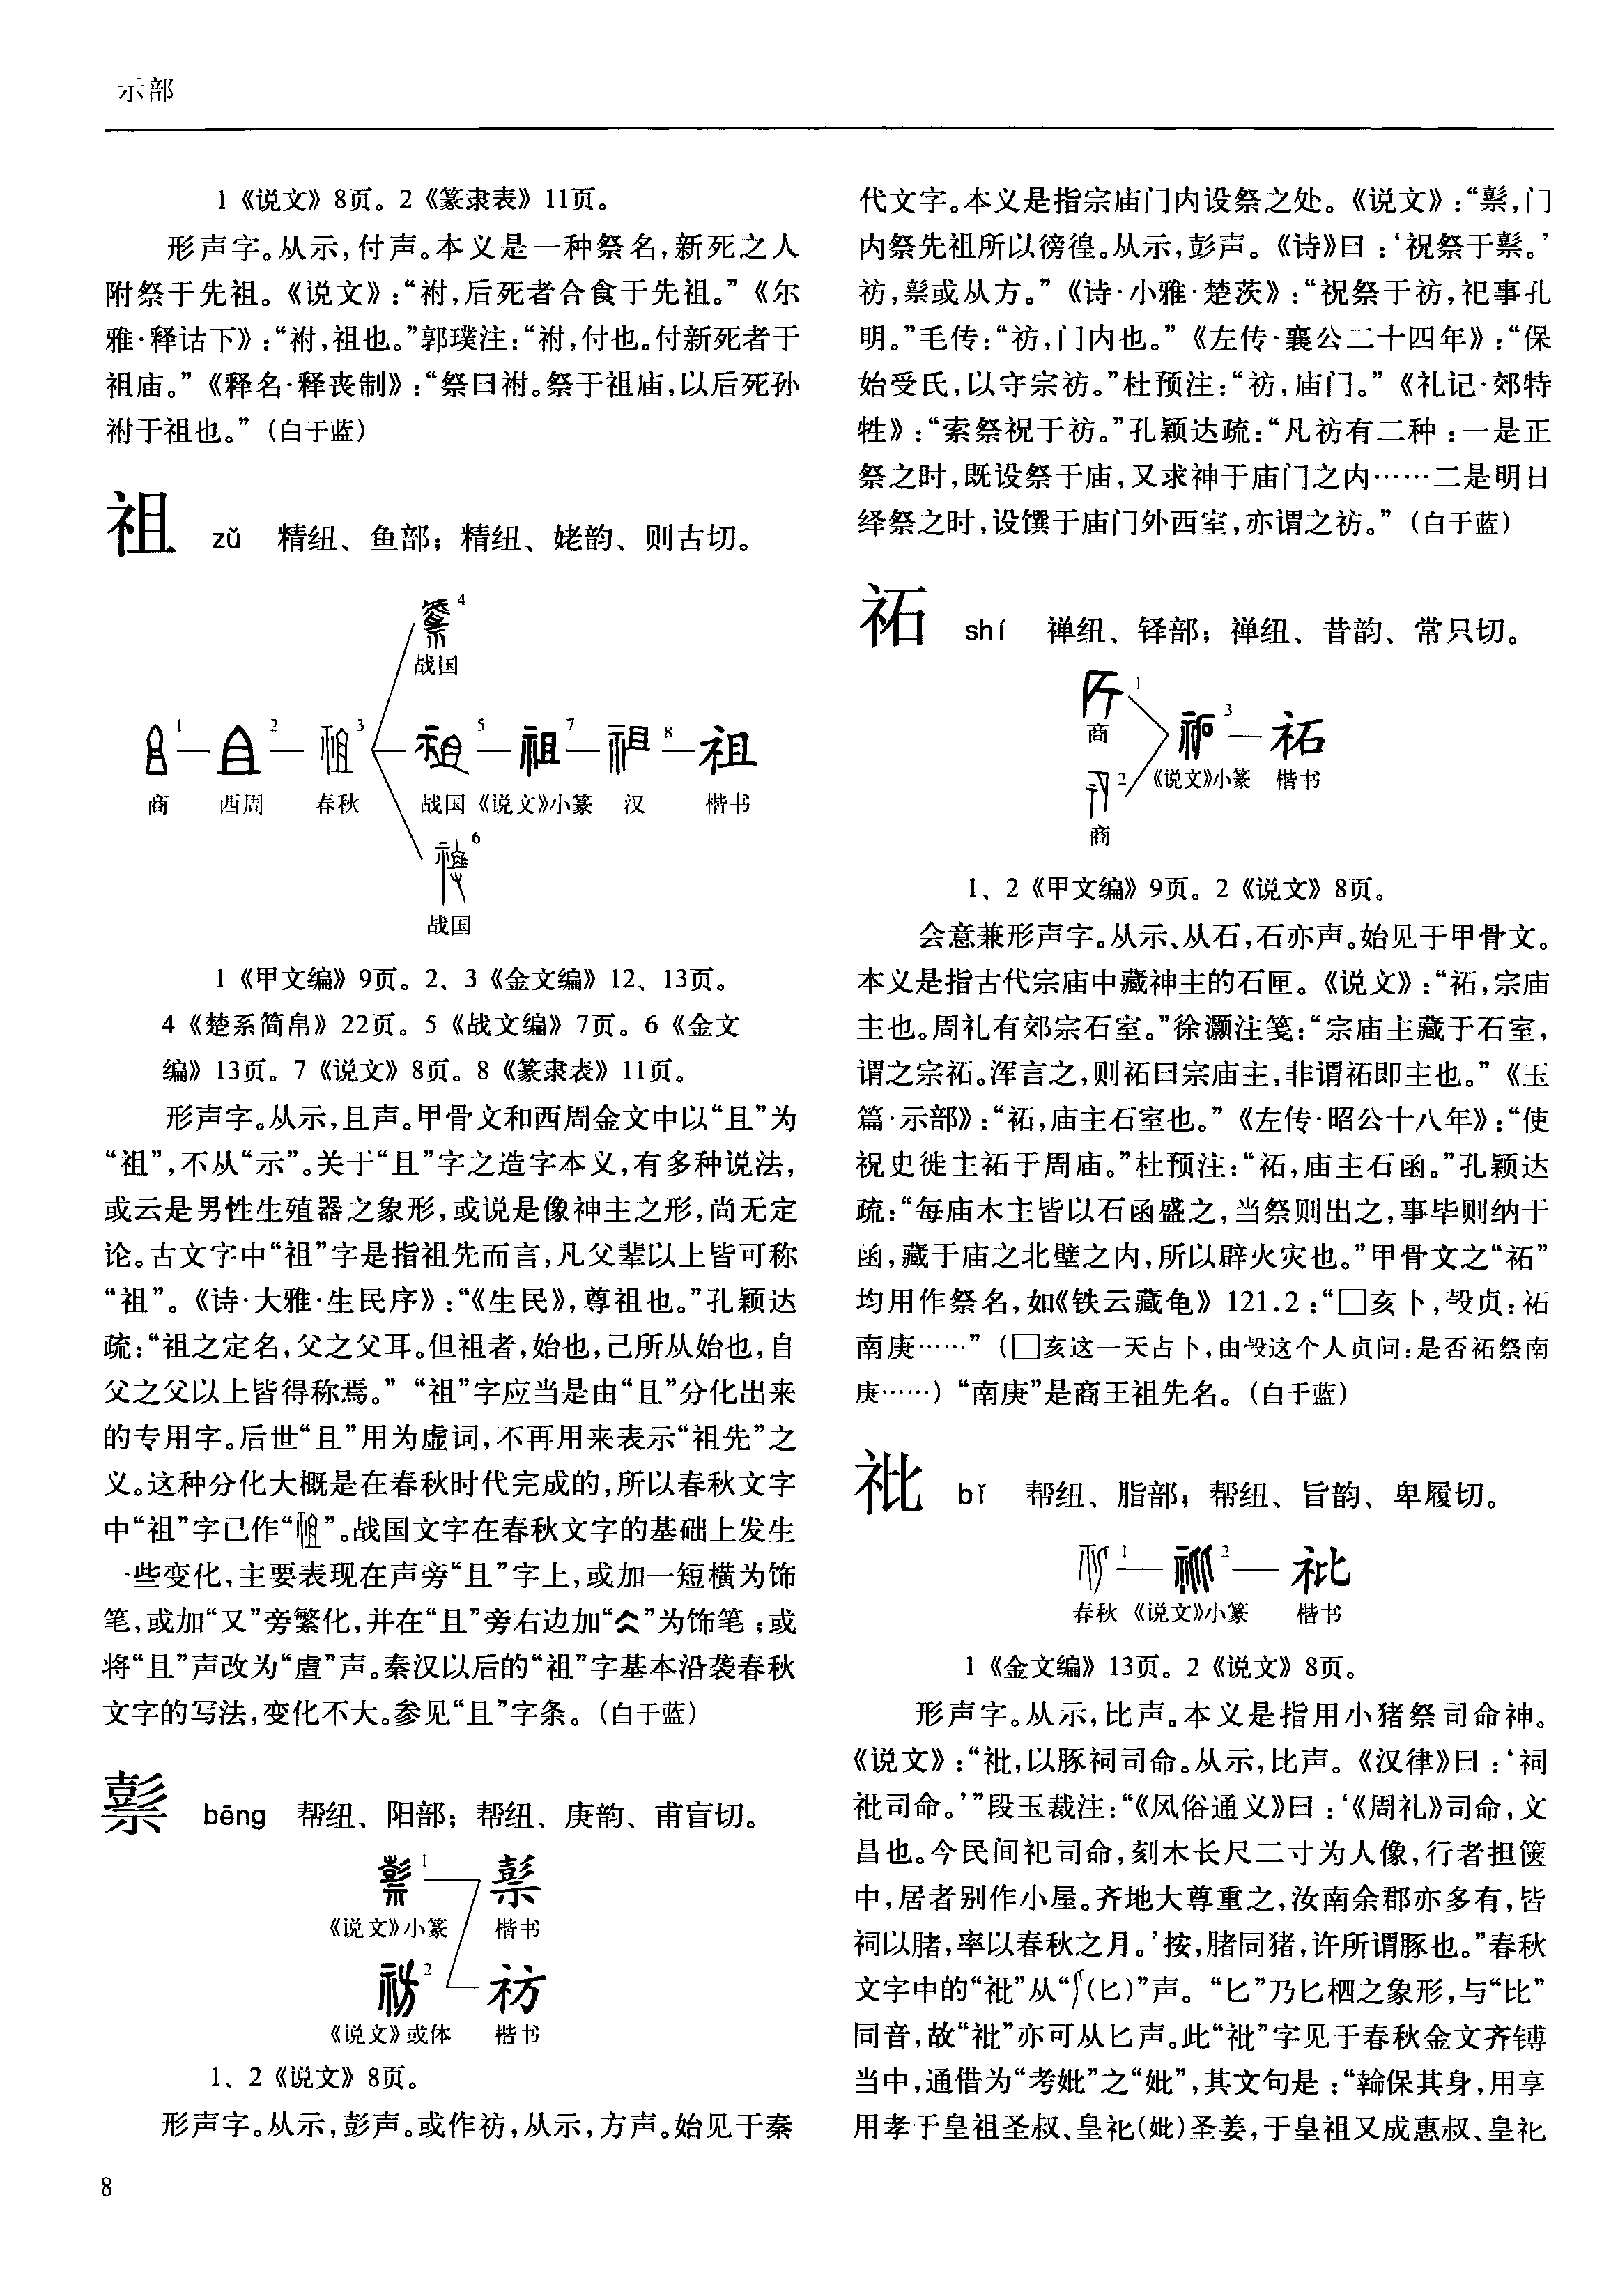 示部
1《说文》8页。2《篆隶表》11页。
形声字。从示,付声。本义是一种祭名,新死之人
附祭于先祖。《说文》:“祔,后死者合食于先祖。”《尔
雅·释诂下》:“祔,祖也。”郭璞注:“祔,付也。付新死者于
祖庙。”《释名·释丧制》:“祭曰祔。祭于祖庙,以后死孙
祔于祖也。”(白于蓝)
祖 zǔ 精纽、鱼部;精纽、姥韵、则古切。
4
战国
1 2 3 5 7 8 祖
商 西周 春秋 战国 《说文》小篆 汉 楷书
6
战国
1《甲文编》9页。2、3《金文编》12、13页。
4《楚系简帛》22页。5《战文编》7页。6《金文
编》13页。7《说文》8页。8《篆隶表》11页。
形声字。从示,且声。甲骨文和西周金文中以“且”为
“祖”,不从“示”。关于“且”字之造字本义,有多种说法,
或云是男性生殖器之象形,或说是像神主之形,尚无定
论。古文字中“祖”字是指祖先而言,凡父辈以上皆可称
“祖”。《诗·大雅·生民序》:“《生民》,尊祖也。”孔颖达
疏:“祖之定名,父之父耳。但祖者,始也,己所从始也,自
父之父以上皆得称焉。”“祖”字应当是由“且”分化出来
的专用字。后世“且”用为虚词,不再用来表示“祖先”之
义。这种分化大概是在春秋时代完成的,所以春秋文字
中“祖”字已作“”。战国文字在春秋文字的基础上发生
一些变化,主要表现在声旁“且”字上,或加一短横为饰
笔,或加“又”旁繁化,并在“且”旁右边加“”为饰笔;或
将“且”声改为“虘”声。秦汉以后的“祖”字基本沿袭春秋
文字的写法,变化不大。参见“且”字条。(白于蓝)
䄘 bēng 帮纽、阳部;帮纽、庚韵、甫盲切。
1 䄘
《说文》小篆 楷书
2 祊
《说文》或体 楷书
1、2《说文》8页。
形声字。从示,彭声。或作祊,从示,方声。始见于秦
8
代文字。本义是指宗庙门内设祭之处。《说文》:“䄘,门
内祭先祖所以徬徨。从示,彭声。《诗》曰:‘祝祭于䄘。’
祊,䄘或从方。”《诗·小雅·楚茨》:“祝祭于祊,祀事孔
明。”毛传:“祊,门内也。”《左传·襄公二十四年》:“保
始受氏,以守宗祊。”杜预注:“祊,庙门。”《礼记·郊特
牲》:“索祭祝于祊。”孔颖达疏:“凡祊有二种:一是正
祭之时,既设祭于庙,又求神于庙门之内……二是明日
绎祭之时,设馔于庙门外西室,亦谓之祊。”(白于蓝)
祏 shí 禅纽、铎部;禅纽、昔韵、常只切。
1
商
3 祏
2 《说文》小篆 楷书
商
1、2《甲文编》9页。2《说文》8页。
会意兼形声字。从示、从石,石亦声。始见于甲骨文。
本义是指古代宗庙中藏神主的石匣。《说文》:“祏,宗庙
主也。周礼有郊宗石室。”徐灏注笺:“宗庙主藏于石室,
谓之宗祏。浑言之,则祏曰宗庙主,非谓祏即主也。”《玉
篇·示部》:“祏,庙主石室也。”《左传·昭公十八年》:“使
祝史徙主祏于周庙。”杜预注:“祏,庙主石函。”孔颖达
疏:“每庙木主皆以石函盛之,当祭则出之,事毕则纳于
函,藏于庙之北壁之内,所以辟火灾也。”甲骨文之“祏”
均用作祭名,如《铁云藏龟》121.2:“□亥卜,㱿贞:祏
南庚……”(□亥这一天占卜,由㱿这个人贞问:是否祏祭南
庚……)“南庚”是商王祖先名。(白于蓝)
祉 bǐ 帮纽、脂部;帮纽、旨韵、卑履切。
1 2 䃾
春秋 《说文》小篆 楷书
1《金文编》13页。2《说文》8页。
形声字。从示,比声。本义是指用小猪祭司命神。
《说文》:“䃾,以豚祠司命。从示,比声。《汉律》曰:‘祠
䃾司命。’”段玉裁注:“《风俗通义》曰:‘《周礼》司命,文
昌也。今民间祀司命,刻木长尺二寸为人像,行者担箧
中,居者别作小屋。齐地大尊重之,汝南余郡亦多有,皆
祠以䐗,率以春秋之月。’按,䐗同猪,许所谓豚也。”春秋
文字中的“䃾”从“(匕)”声。“匕”乃匕柶之象形,与“比”
同音,故“䃾”亦可从匕声。此“䃾”字见于春秋金文齐镈
当中,通借为“考妣”之“妣”,其文句是:“保其身,用享
用孝于皇祖圣叔、皇礼(妣)圣姜,于皇祖又成惠叔、皇礼